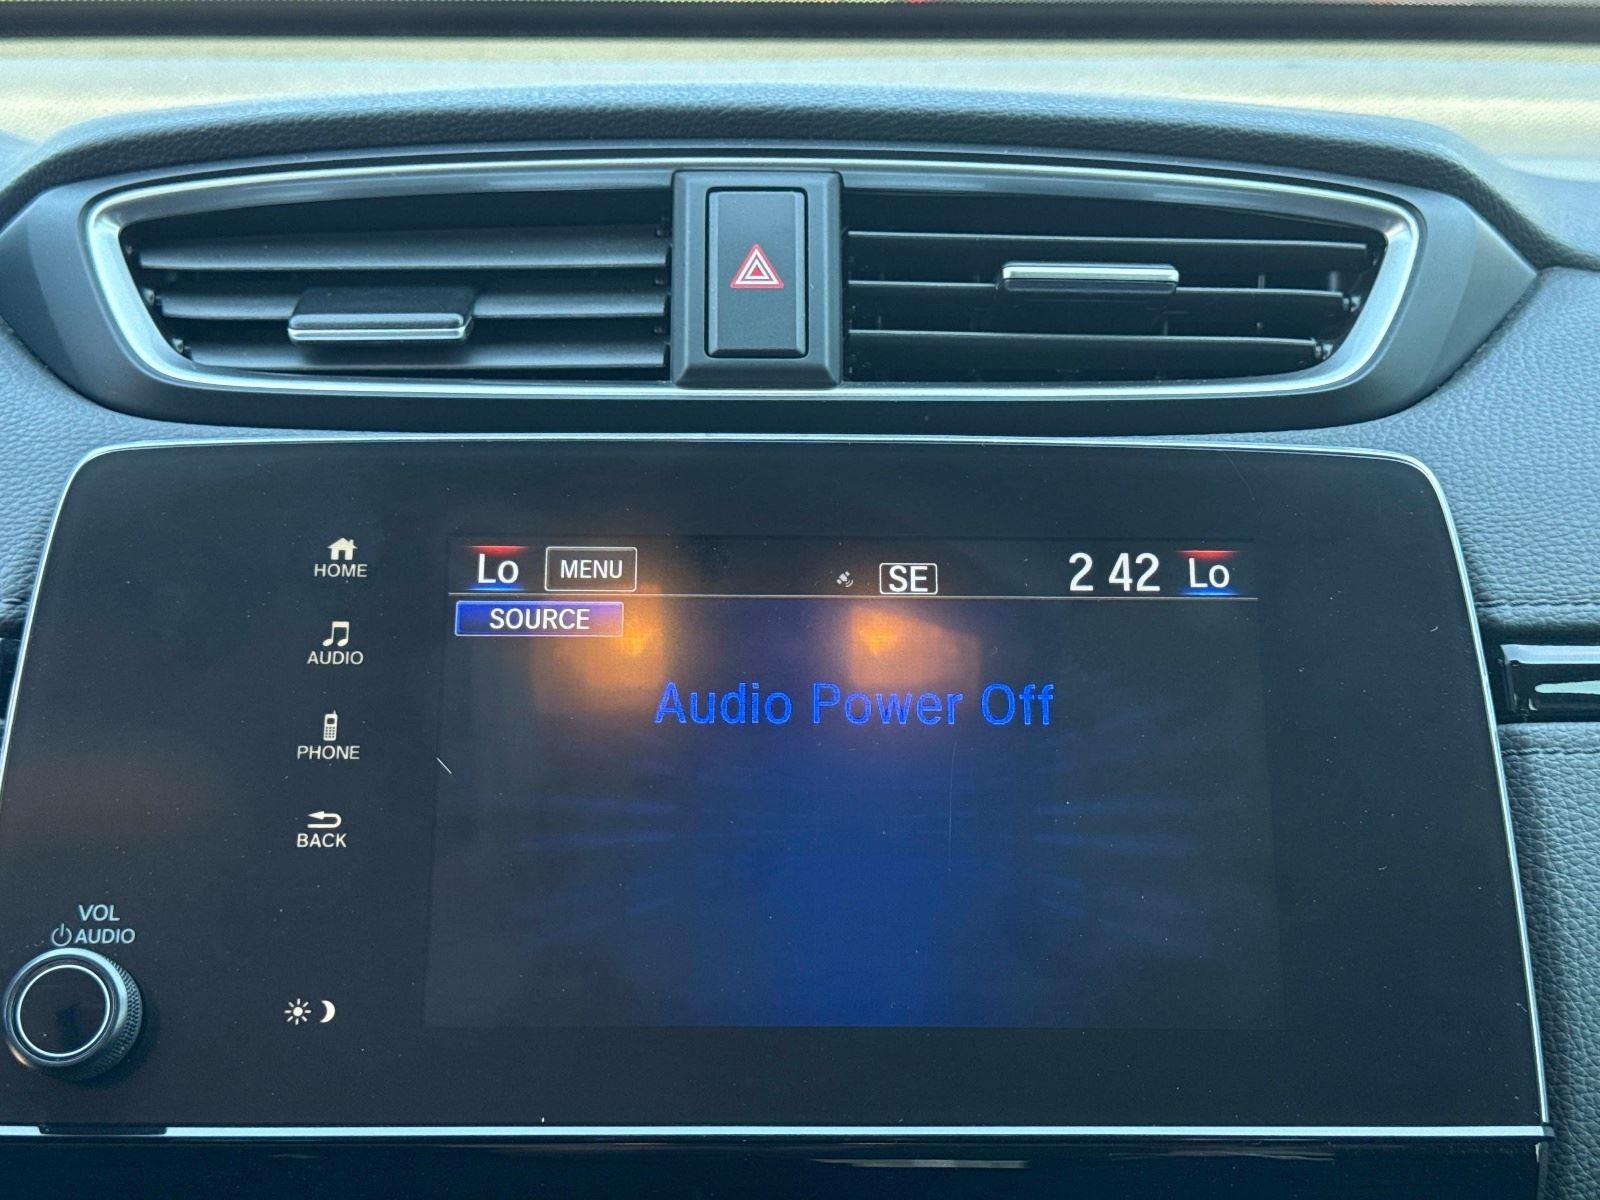 HOME
AUDIO
PHONE
BACK
VOL
AUDIO
Lo MENU SE 2 42 Lo
SOURCE
Audio Power Off